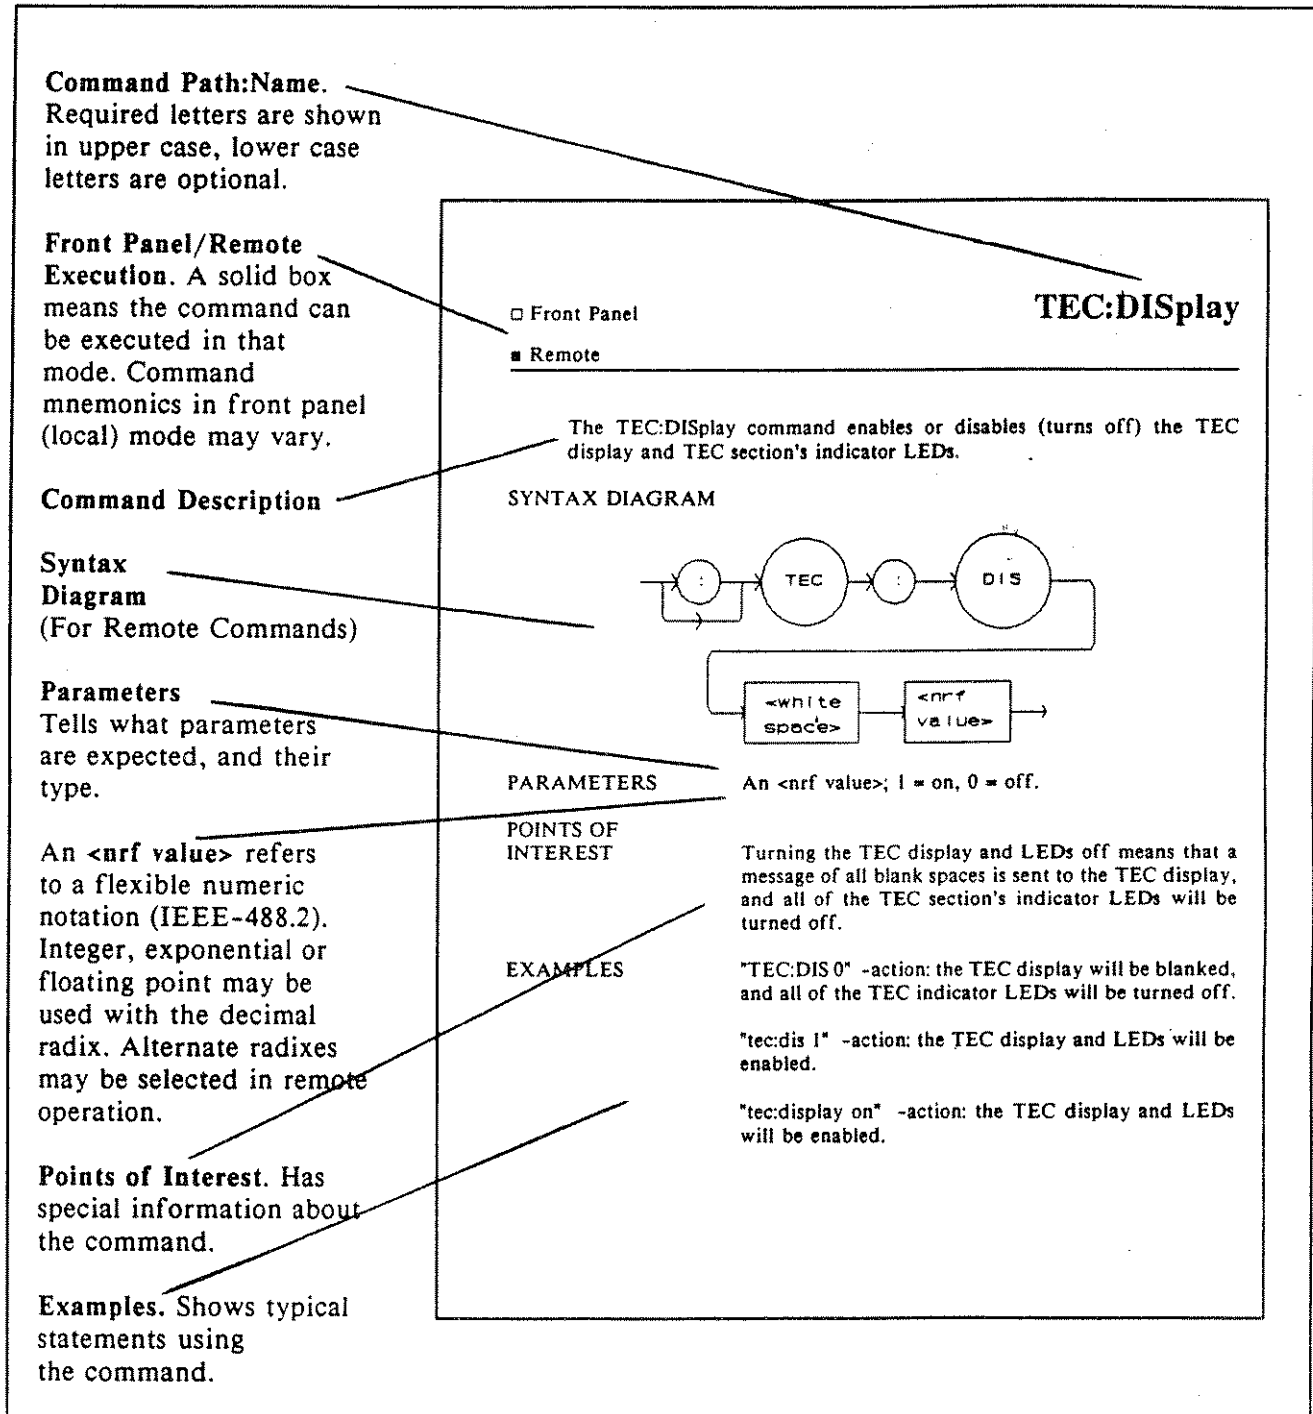 Command Path:Name.
Required letters are shown
in upper case, lower case
letters are optional.
Front Panel/Remote
Execution. A solid box
means the command can
be executed in that
mode. Command
mnemonics in front panel
(local) mode may vary.
Command Description
Syntax
Diagram
(For Remote Commands)
Parameters
Tells what parameters
are expected, and their
type.
An <nrf value> refers
to a flexible numeric
notation (IEEE-488.2).
Integer, exponential or
floating point may be
used with the decimal
radix. Alternate radixes
may be selected in remote
operation.
Points of Interest. Has
special information about
the command.
Examples. Shows typical
statements using
the command.
□ Front Panel
TEC:DISplay
■ Remote
The TEC:DISplay command enables or disables (turns off) the TEC
display and TEC section's indicator LEDs.
SYNTAX DIAGRAM
: TEC : DIS
<white
space>
<nrf
value>
PARAMETERS An <nrf value>; 1 = on, 0 = off.
POINTS OF
INTEREST Turning the TEC display and LEDs off means that a
message of all blank spaces is sent to the TEC display,
and all of the TEC section's indicator LEDs will be
turned off.
EXAMPLES "TEC:DIS 0" -action: the TEC display will be blanked,
and all of the TEC indicator LEDs will be turned off.
"tec:dis 1" -action: the TEC display and LEDs will be
enabled.
"tec:display on" -action: the TEC display and LEDs
will be enabled.